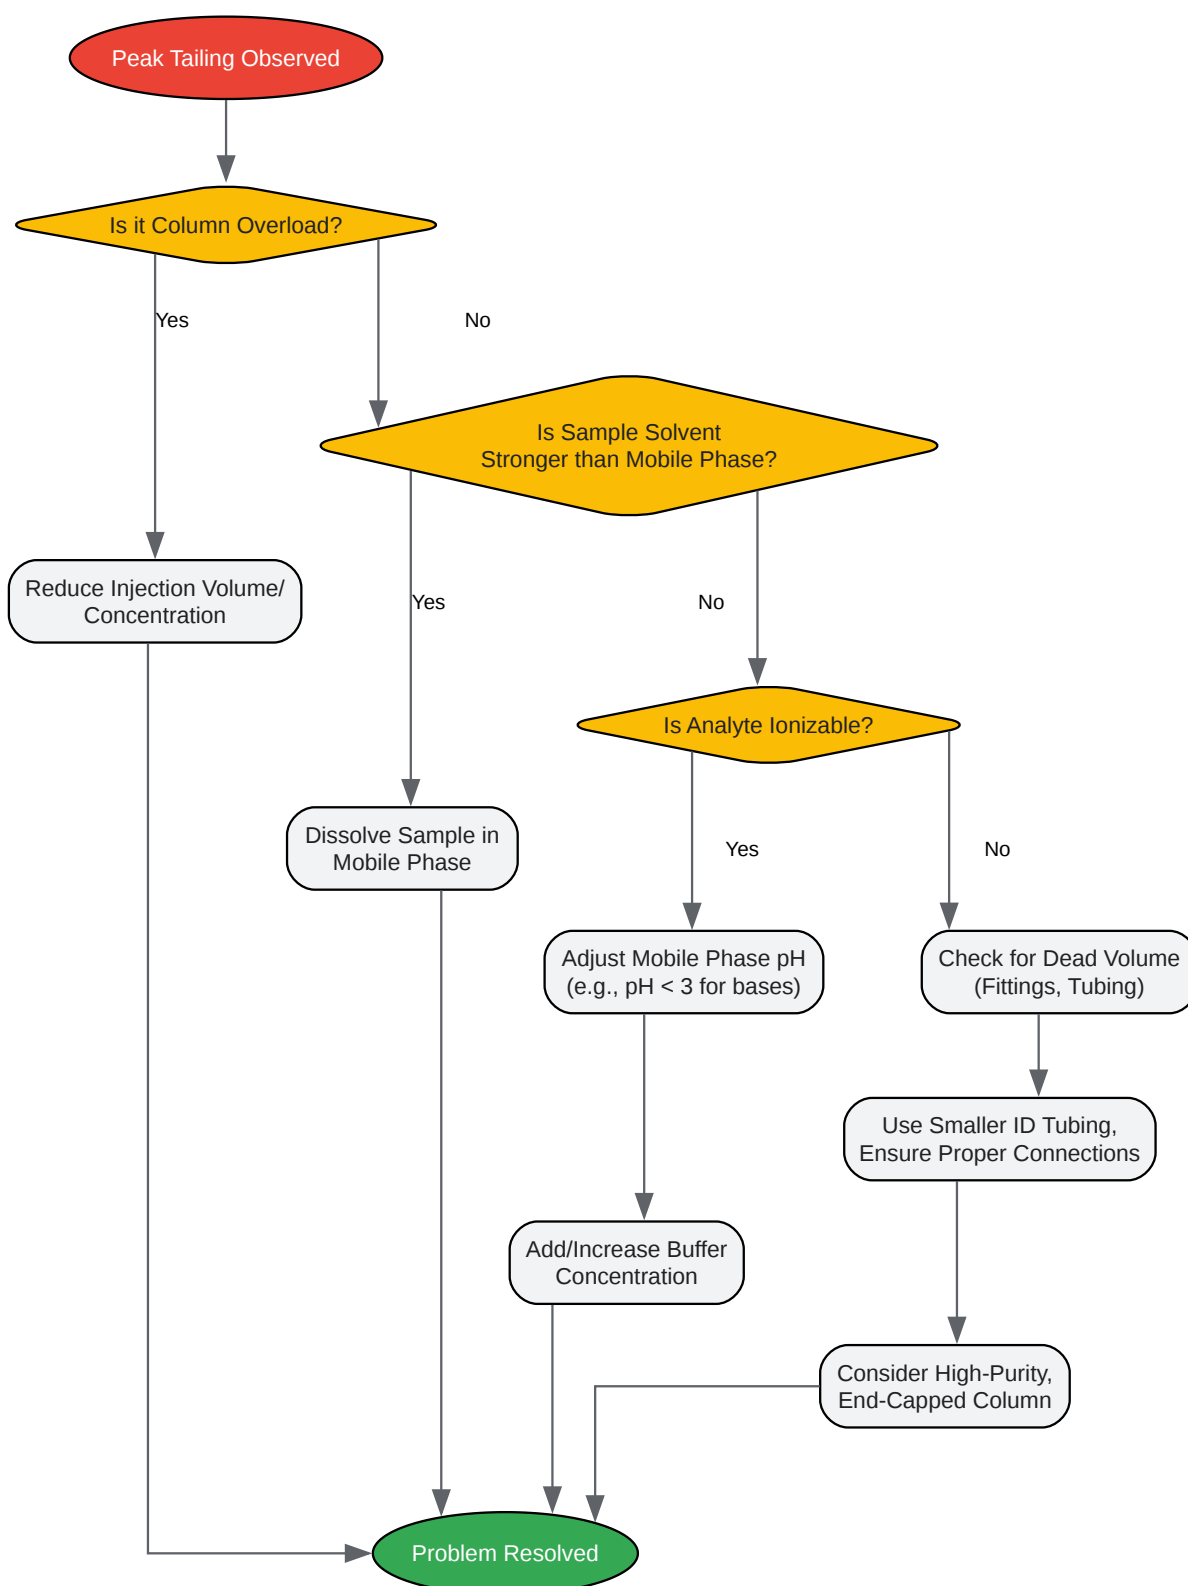 Peak Tailing Observed
Is it Column Overload?
Yes
No
Is Sample Solvent
Stronger than Mobile Phase?
Reduce Injection Volume/
Concentration
Yes
No
Is Analyte Ionizable?
Dissolve Sample in
Mobile Phase
Yes
No
Adjust Mobile Phase pH
(e.g., pH < 3 for bases)
Check for Dead Volume
(Fittings, Tubing)
Use Smaller ID Tubing,
Ensure Proper Connections
Add/Increase Buffer
Concentration
Consider High-Purity,
End-Capped Column
Problem Resolved